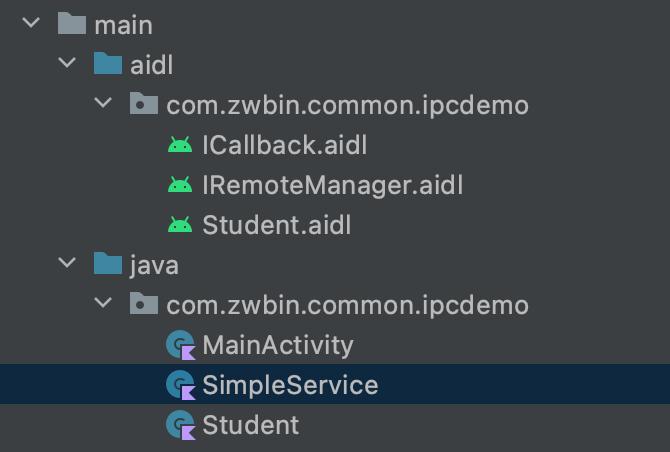 main
aidl
com.zwbin.common.ipcdemo
ICallback.aidl
IRemoteManager.aidl
Student.aidl
java
com.zwbin.common.ipcdemo
MainActivity
SimpleService
Student